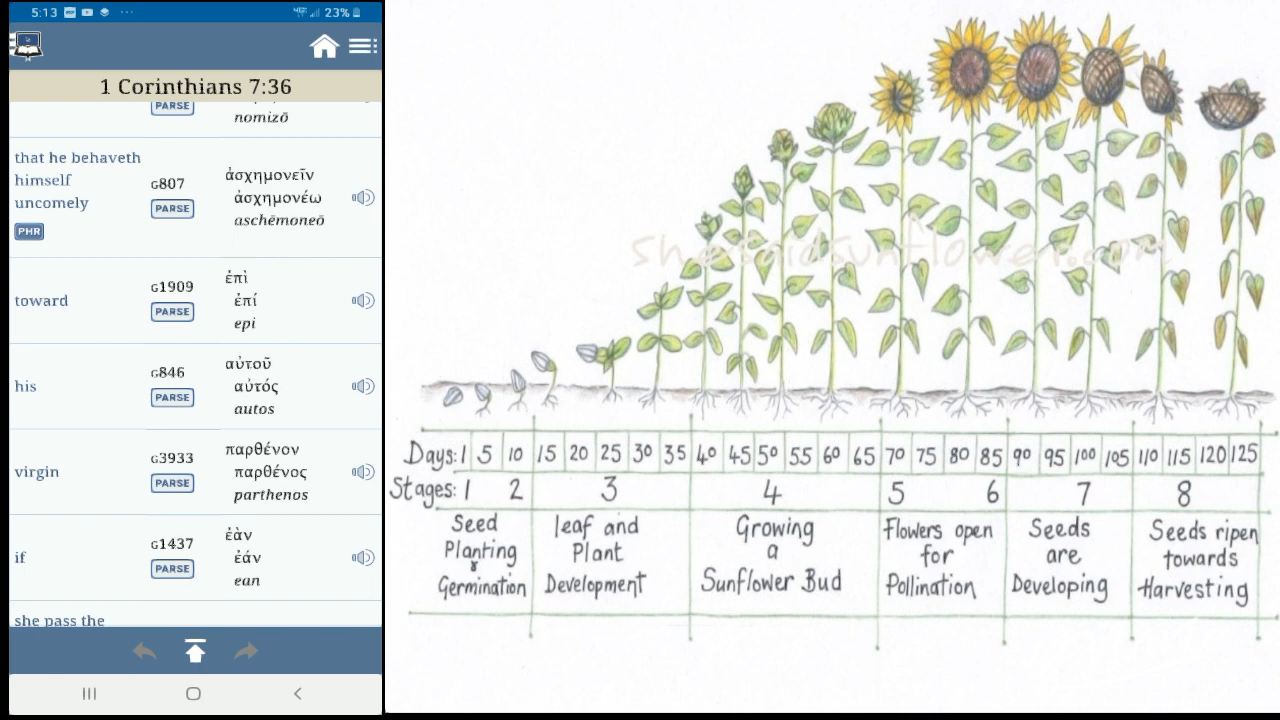 5:13
23%
1 Corinthians 7:36
PARSE
nomizō
that he behaveth
himself
uncomely
PHR
G807
PARSE
ἀσχημονεῖν
ἀσχημονέω
aschēmoneō
toward
G1909
PARSE
ἐπὶ
ἐπί
epi
his
G846
PARSE
αὐτοῦ
αὐτός
autos
virgin
G3933
PARSE
παρθένον
παρθένος
parthenos
if
G1437
PARSE
ἐὰν
ἐάν
ean
she pass the
shesaidsunflower.com
Days: 1 5 10 15 20 25 30 35 40 45 50 55 60 65 70 75 80 85 90 95 100 105 110 115 120 125
Stages: 1 2 3 4 5 6 7 8
Seed
Planting
&
Germination
leaf and
Plant
Development
Growing
a
Sunflower Bud
Flowers open
for
Pollination
Seeds
are
Developing
Seeds ripen
towards
Harvesting